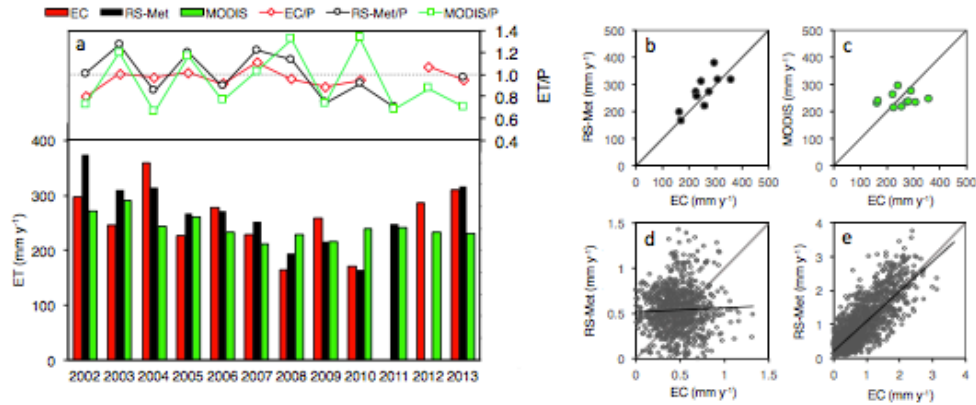 EC RS-Met MODIS EC/P RS-Met/P MODIS/P
a
1.4
1.2
1.0
0.8
0.6
0.4
ET/P
400
300
200
100
0
ET (mm y-1)
2002 2003 2004 2005 2006 2007 2008 2009 2010 2011 2012 2013
b
500
400
300
200
100
0
RS-Met (mm y-1)
0 100 200 300 400 500
EC (mm y-1)
c
500
400
300
200
100
0
MODIS (mm y-1)
0 100 200 300 400 500
EC (mm y-1)
d
1.5
1
0.5
0
RS-Met (mm y-1)
0 0.5 1 1.5
EC (mm y-1)
e
4
3
2
1
0
RS-Met (mm y-1)
0 1 2 3 4
EC (mm y-1)